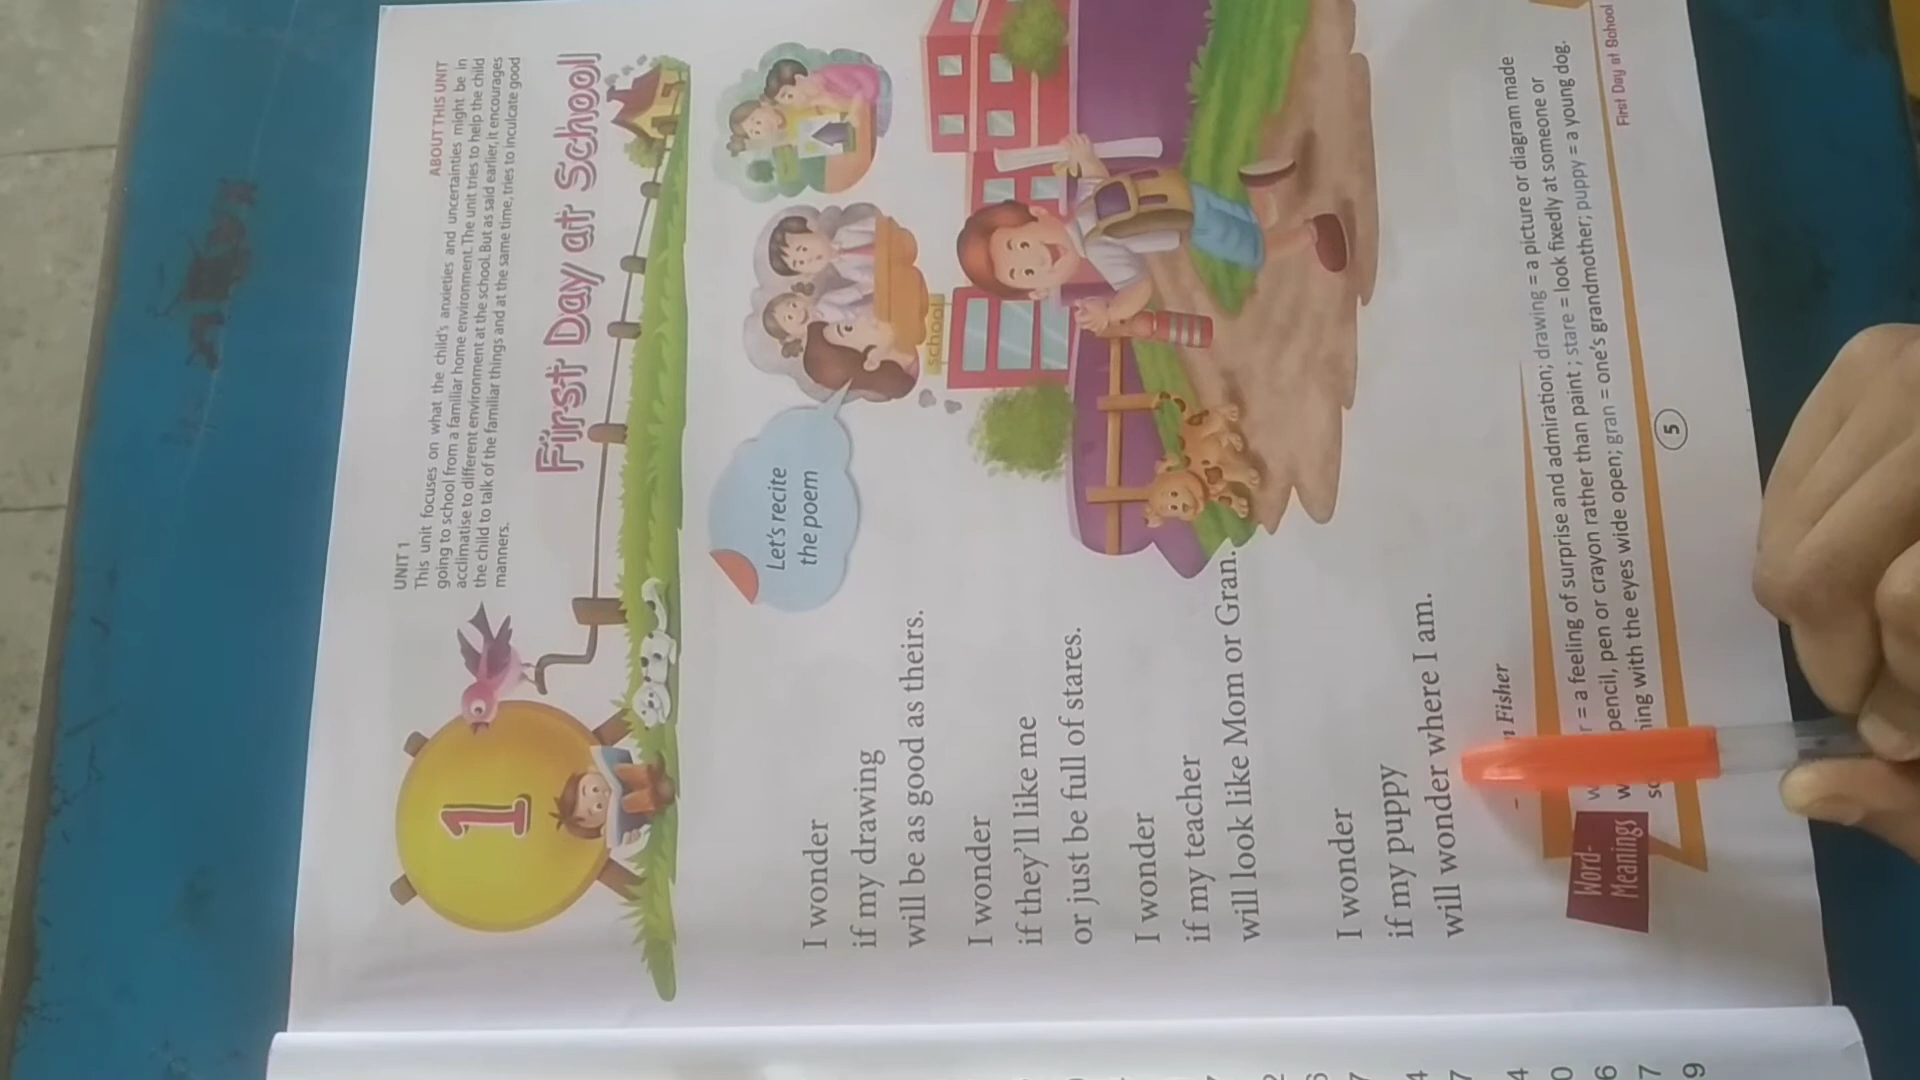 UNIT 1
ABOUT THIS UNIT
This unit focuses on what the child's anxieties and uncertainties might be in
going to school from a familiar home environment. The unit tries to help the child
acclimatise to different environment at the school. But as said earlier, it encourages
the child to talk of the familiar things and at the same time, tries to inculcate good
manners.
1
First Day at School
Let's recite
the poem
school
I wonder
if my drawing
will be as good as theirs.
I wonder
if they'll like me
or just be full of stares.
I wonder
if my teacher
will look like Mom or Gran.
I wonder
if my puppy
will wonder where I am.
Fisher
Word-
Meanings
= a feeling of surprise and admiration; drawing = a picture or diagram made
pencil, pen or crayon rather than paint ; stare = look fixedly at someone or
with the eyes wide open; gran = one's grandmother; puppy = a young dog.
5
First Day at School